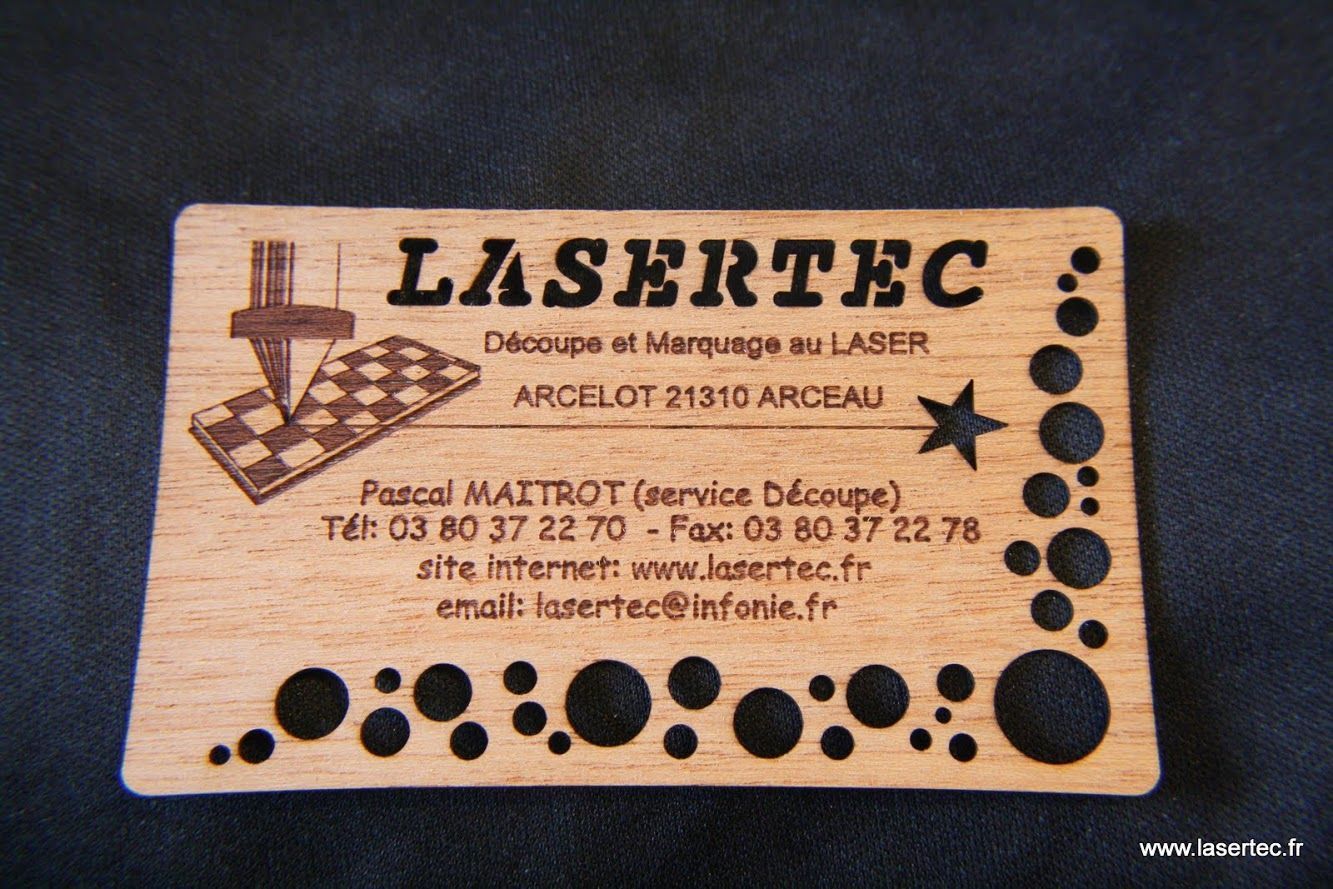 LASERTEC
Découpe et Marquage au LASER
ARCELOT 21310 ARCEAU
Pascal MAITROT (service Découpe)
Tél: 03 80 37 22 70 - Fax: 03 80 37 22 78
site internet: www.lasertec.fr
email: lasertec@infonie.fr
www.lasertec.fr